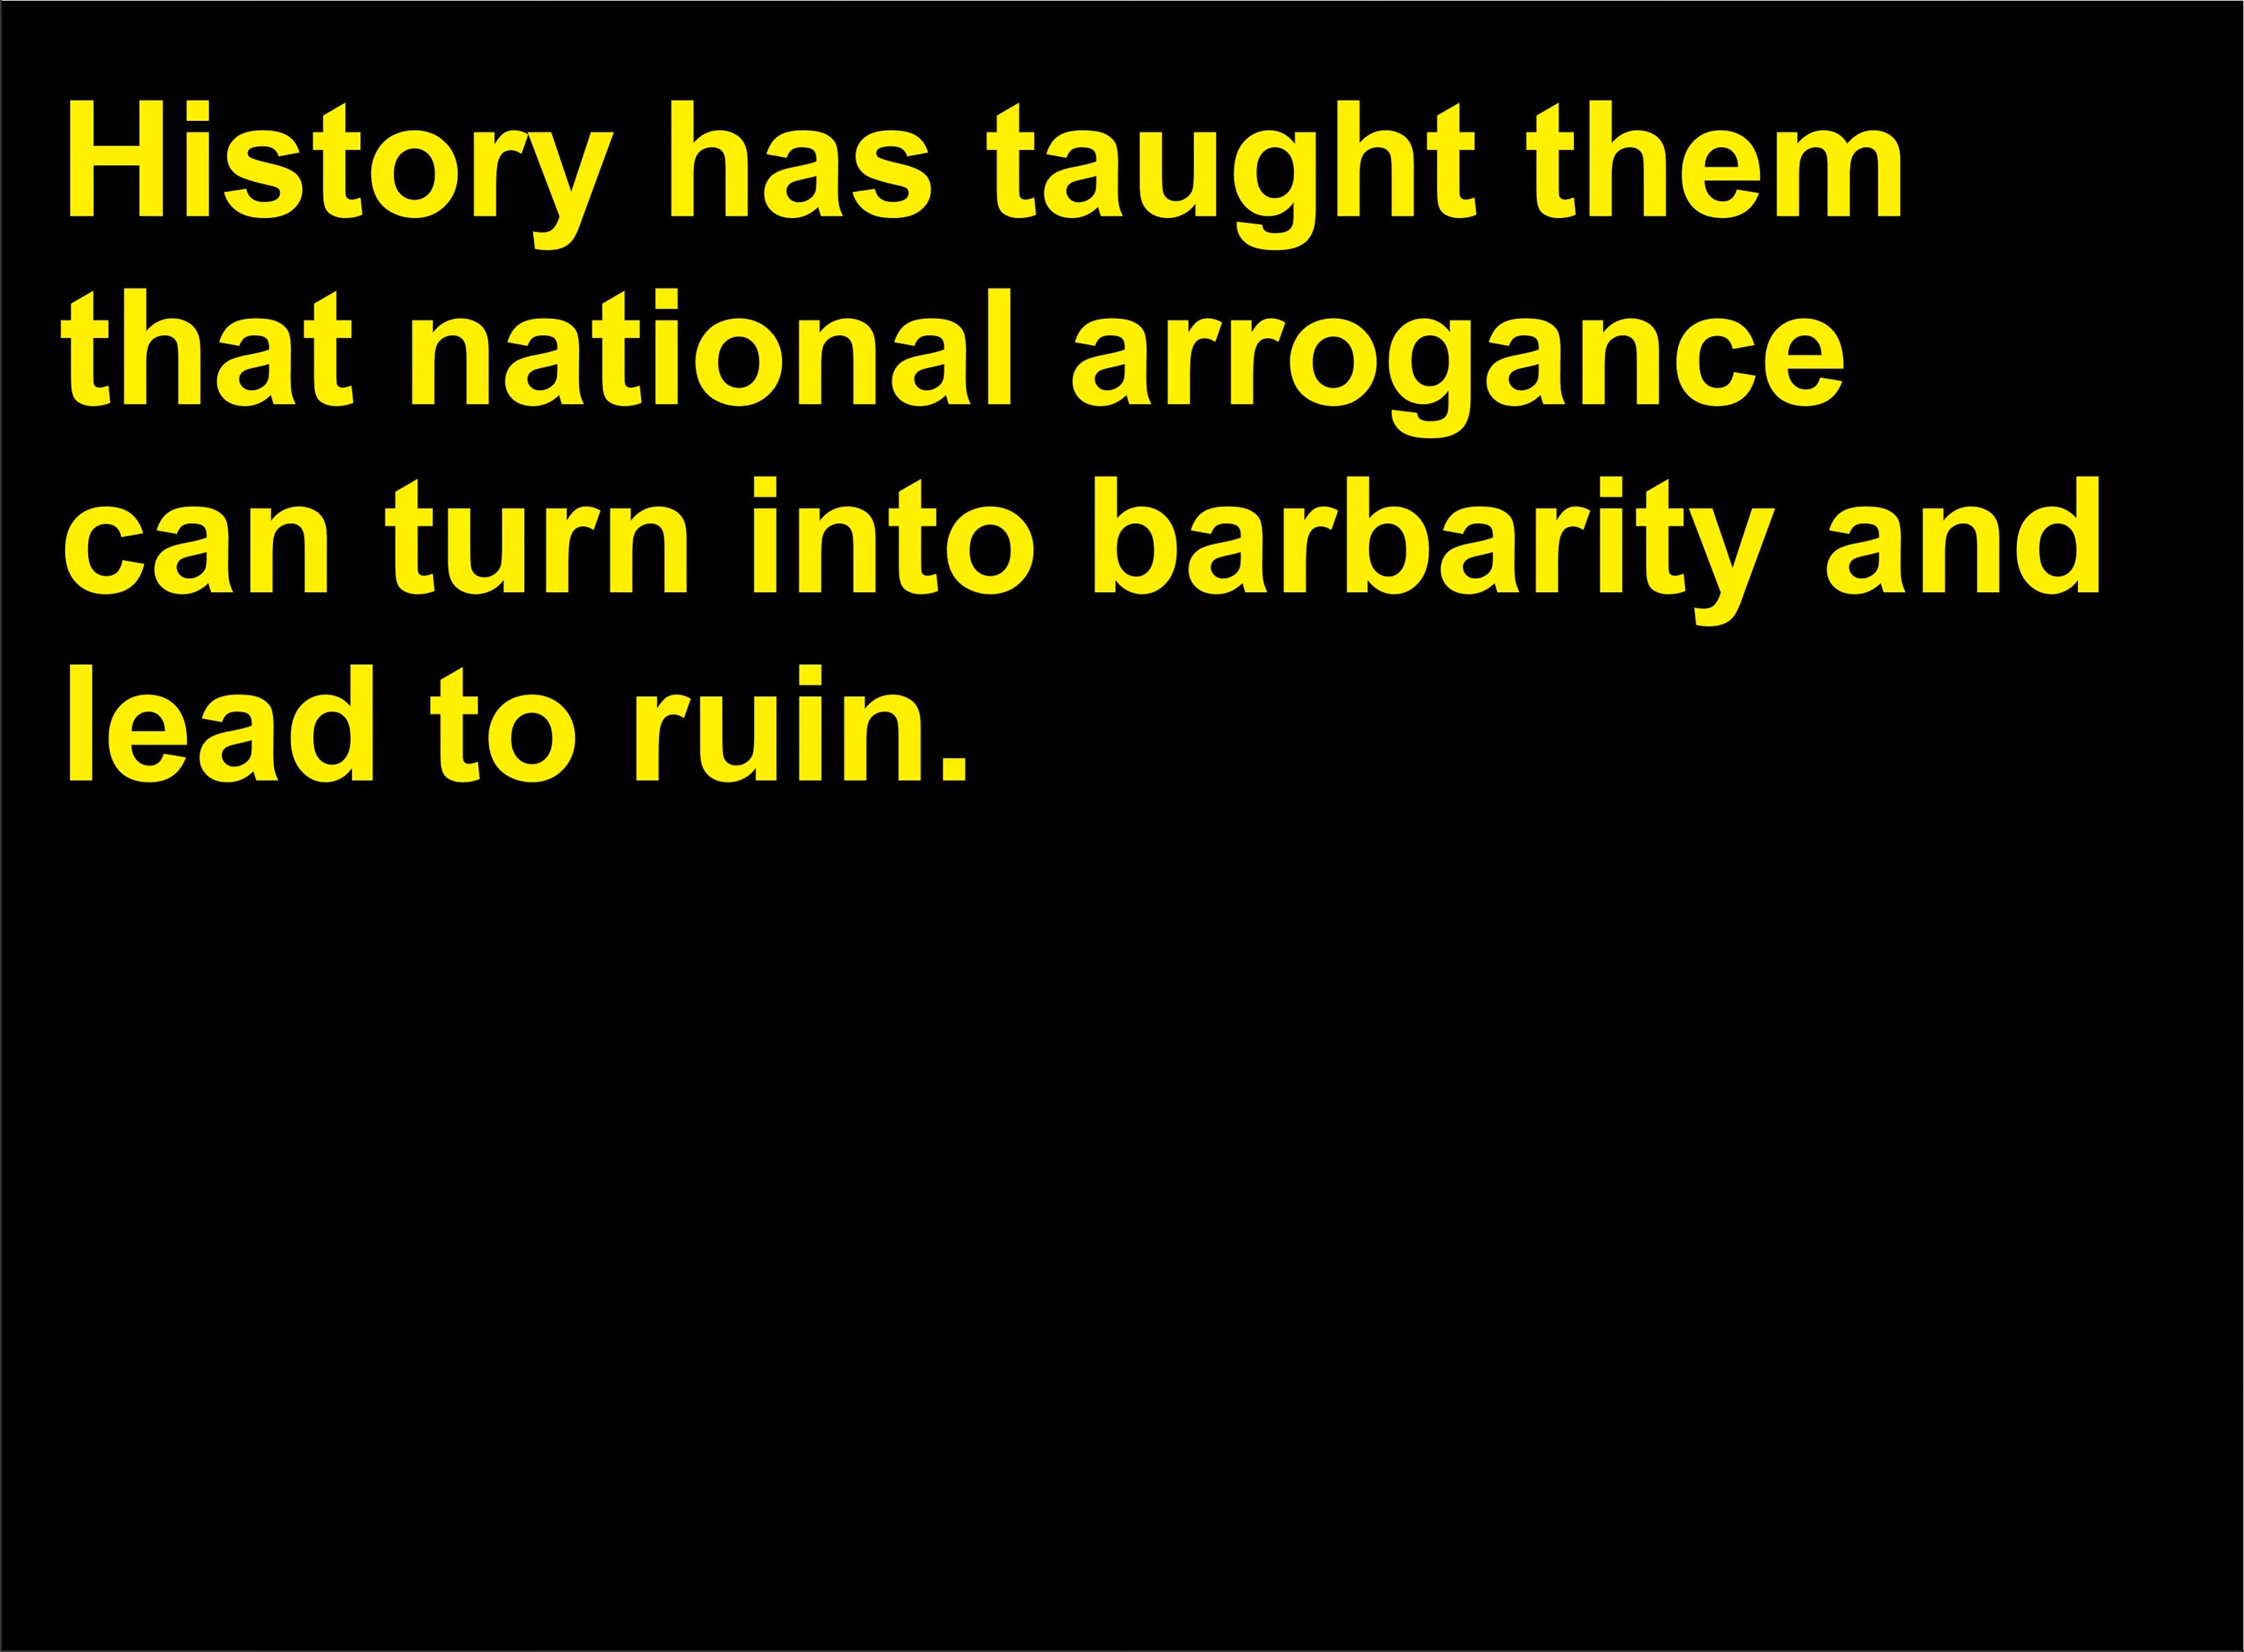 History has taught them
that national arrogance
can turn into barbarity and
lead to ruin.